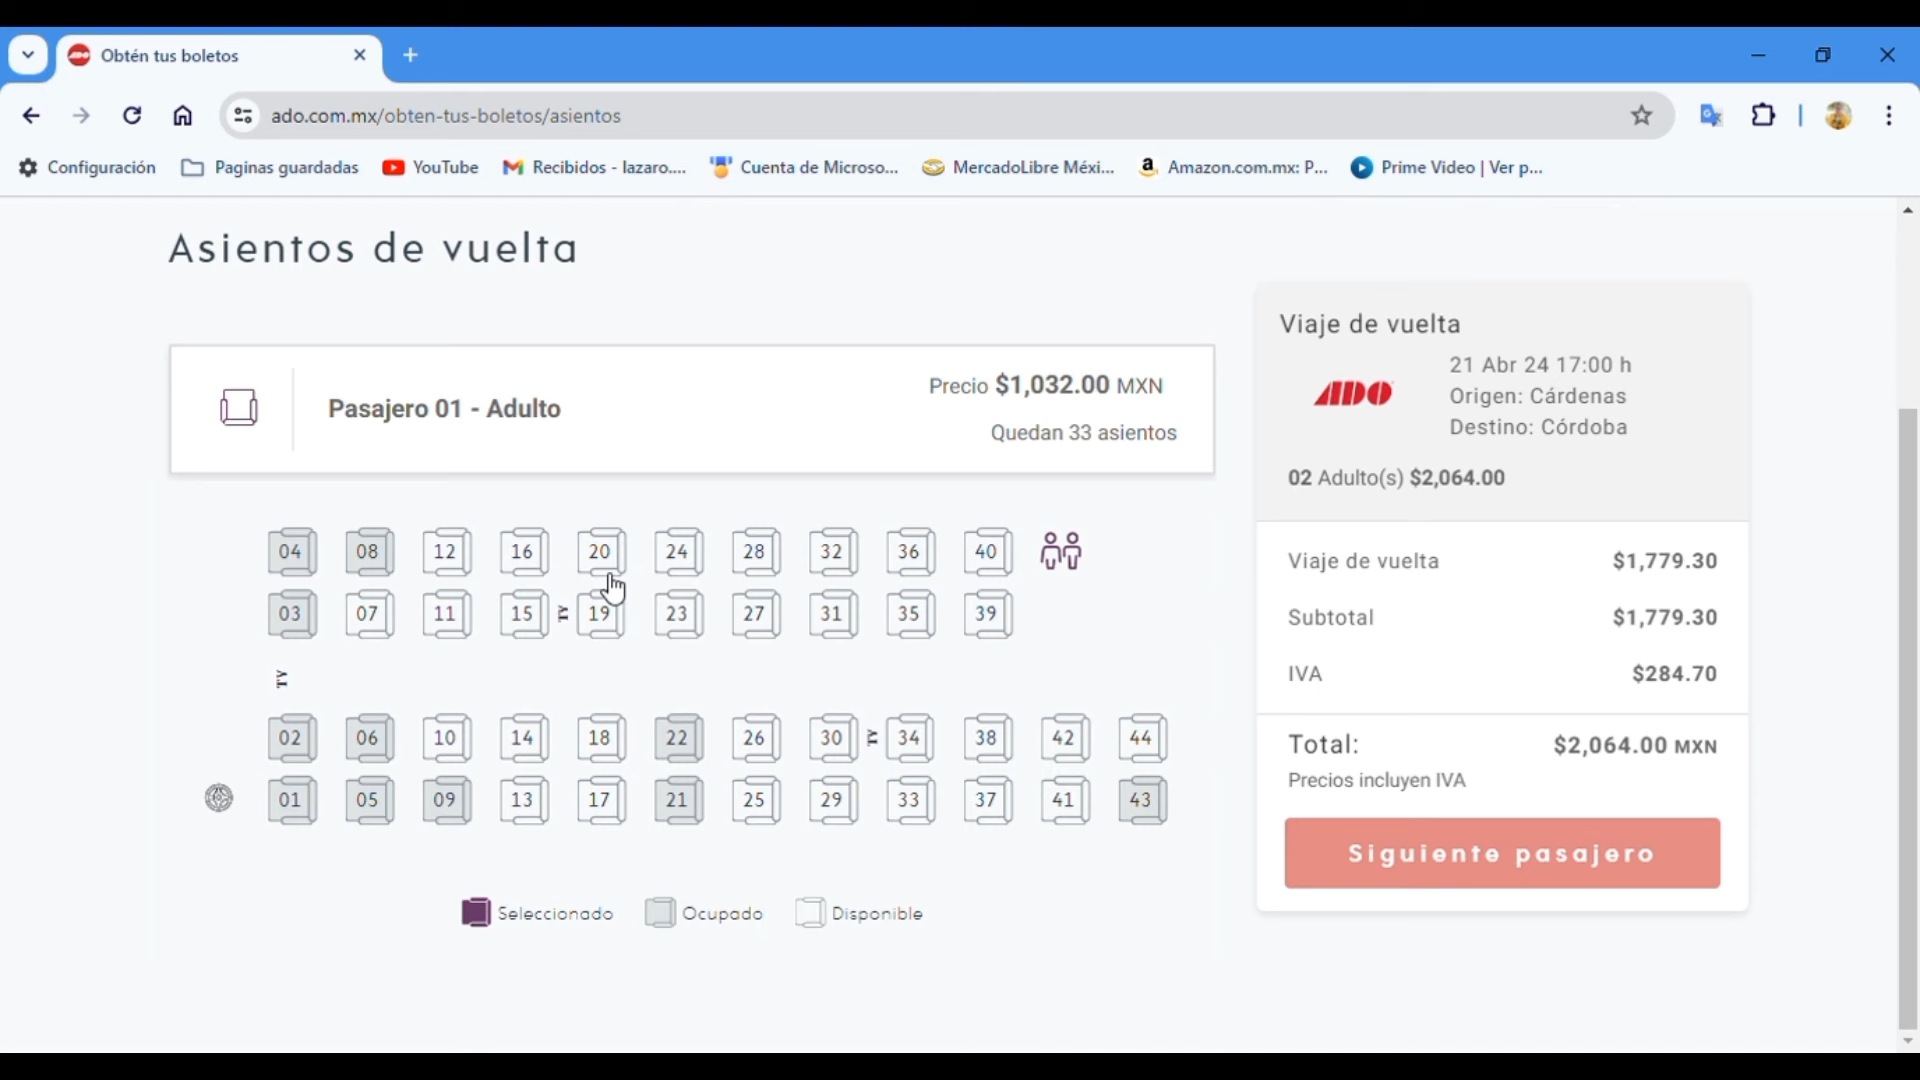 Obtén tus boletos
ado.com.mx/obten-tus-boletos/asientos
Configuración Paginas guardadas YouTube Recibidos - lazaro.... Cuenta de Microso... MercadoLibre Méxi... Amazon.com.mx: P... Prime Video | Ver p...
Asientos de vuelta
Pasajero 01 - Adulto
Precio $1,032.00 MXN
Quedan 33 asientos
04 08 12 16 20 24 28 32 36 40
03 07 11 15 TV 19 23 27 31 35 39
TV
02 06 10 14 18 22 26 30 TV 34 38 42 44
01 05 09 13 17 21 25 29 33 37 41 43
Seleccionado Ocupado Disponible
Viaje de vuelta
ADO
21 Abr 24 17:00 h
Origen: Cárdenas
Destino: Córdoba
02 Adulto(s) $2,064.00
Viaje de vuelta $1,779.30
Subtotal $1,779.30
IVA $284.70
Total: $2,064.00 MXN
Precios incluyen IVA
Siguiente pasajero